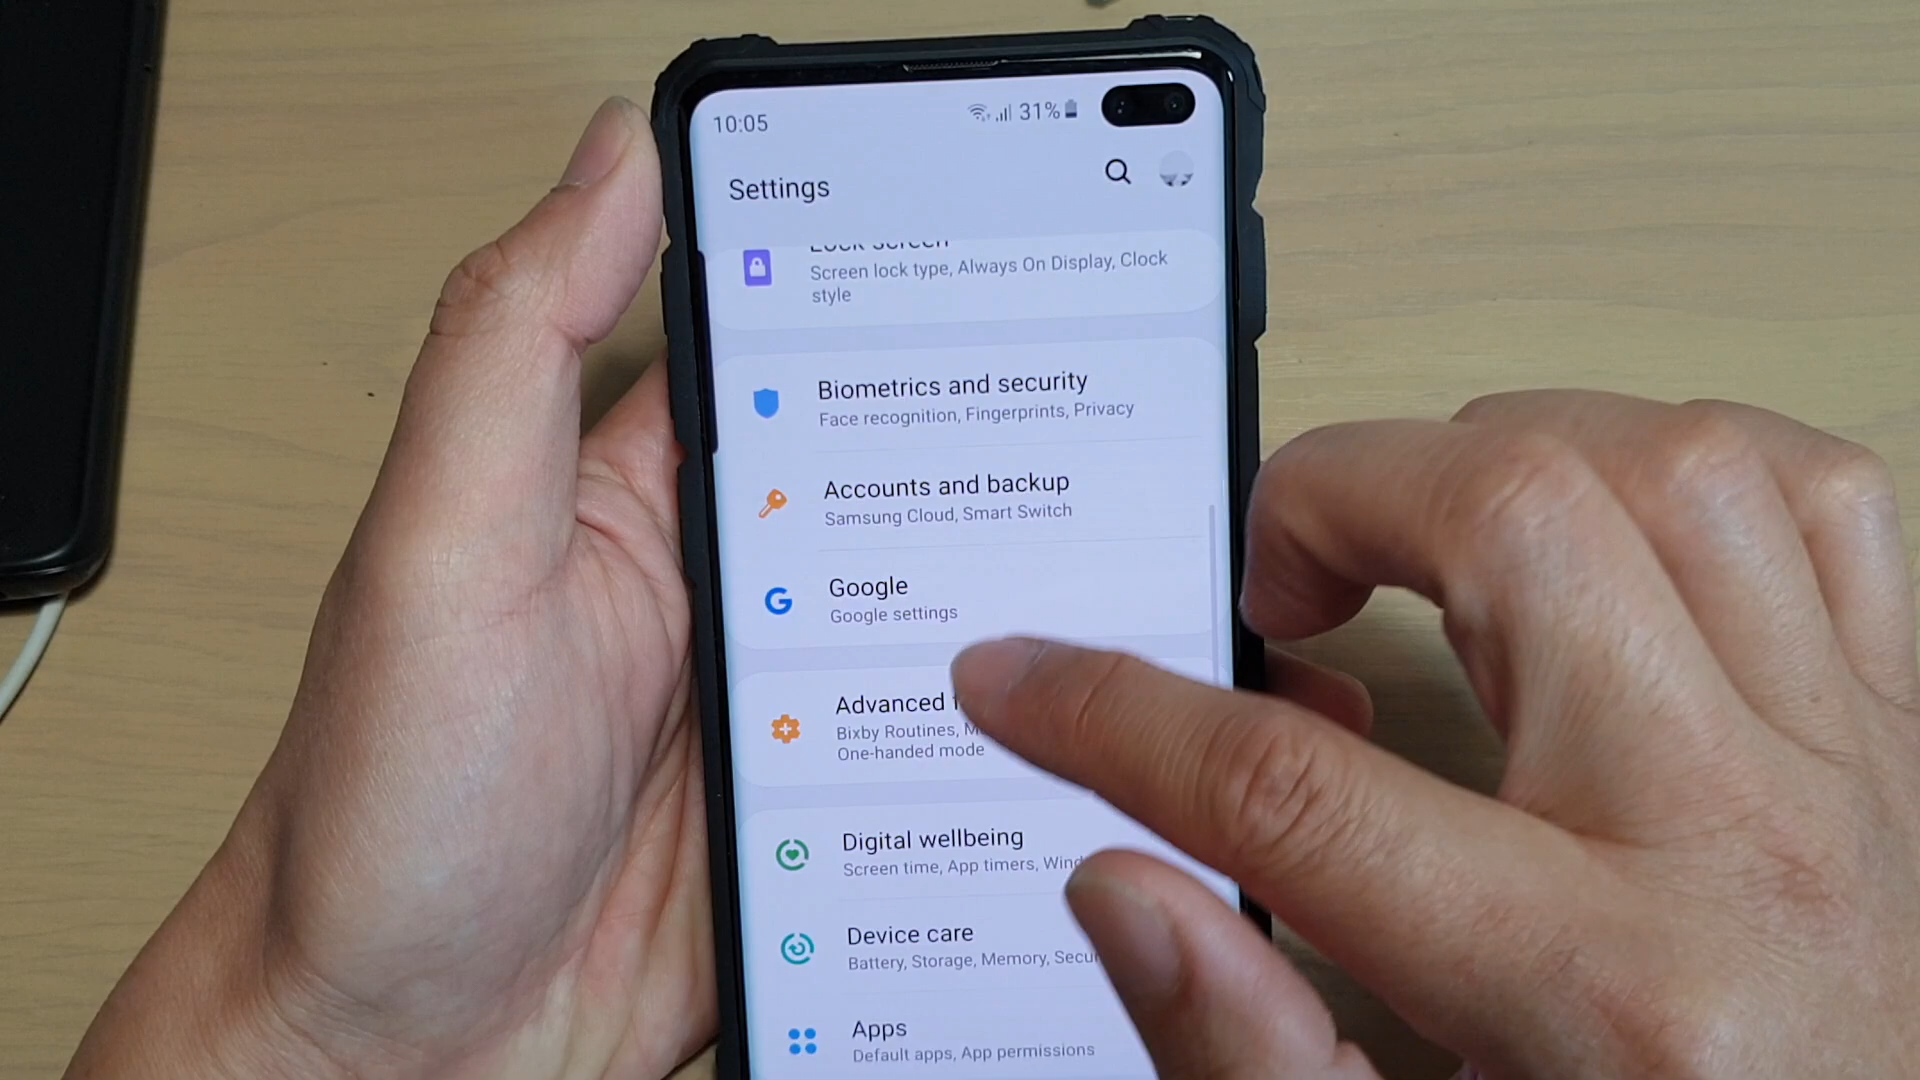 10:05 31%
Settings
Lock screen
Screen lock type, Always On Display, Clock
style
Biometrics and security
Face recognition, Fingerprints, Privacy
Accounts and backup
Samsung Cloud, Smart Switch
Google
Google settings
Advanced
Bixby Routines,
One-handed mode
Digital wellbeing
Screen time, App timers, Wind
Device care
Battery, Storage, Memory,
Apps
Default apps, App permissions